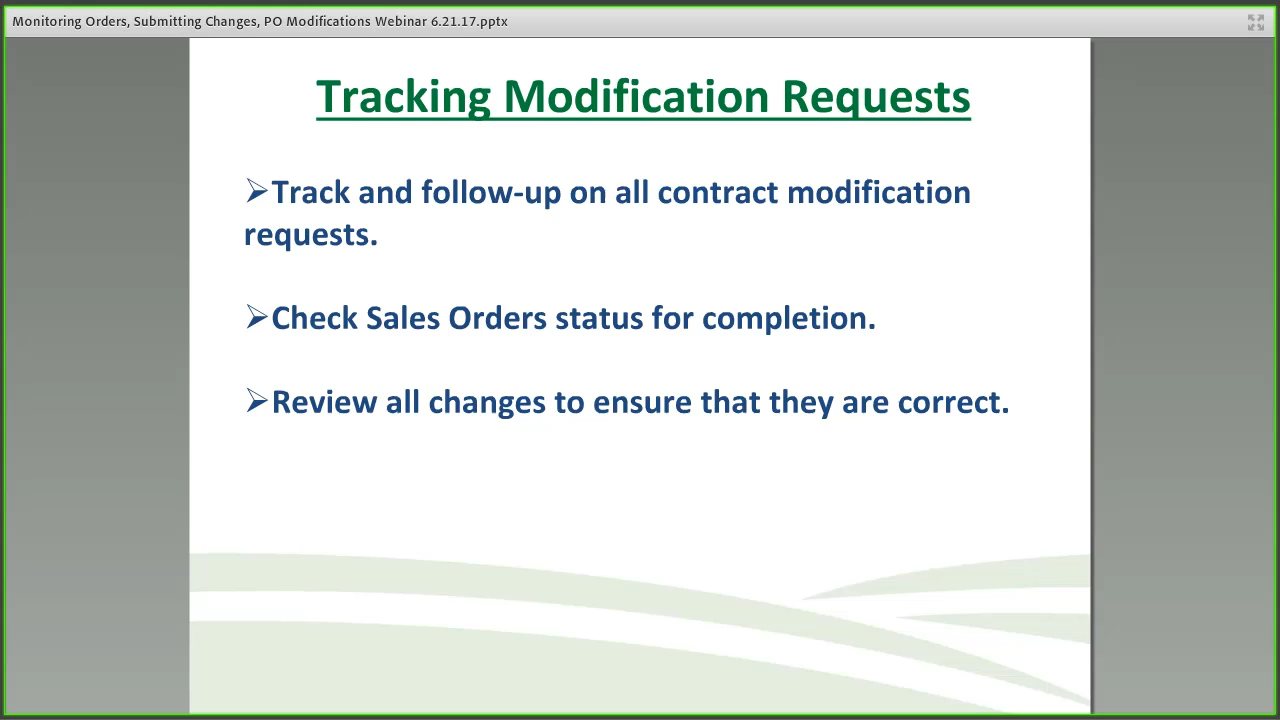 Monitoring Orders, Submitting Changes, PO Modifications Webinar 6.21.17.pptx
Tracking Modification Requests
➢Track and follow-up on all contract modification
requests.
➢Check Sales Orders status for completion.
➢Review all changes to ensure that they are correct.